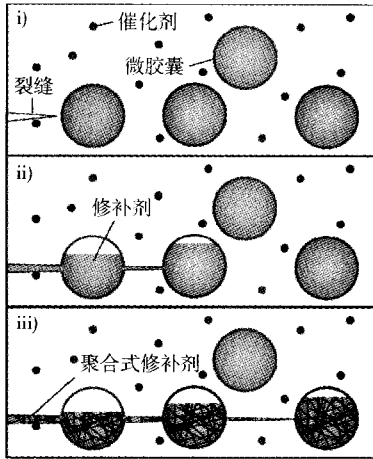 i)
催化剂
微胶囊
裂缝
ii)
修补剂
iii)
聚合式修补剂